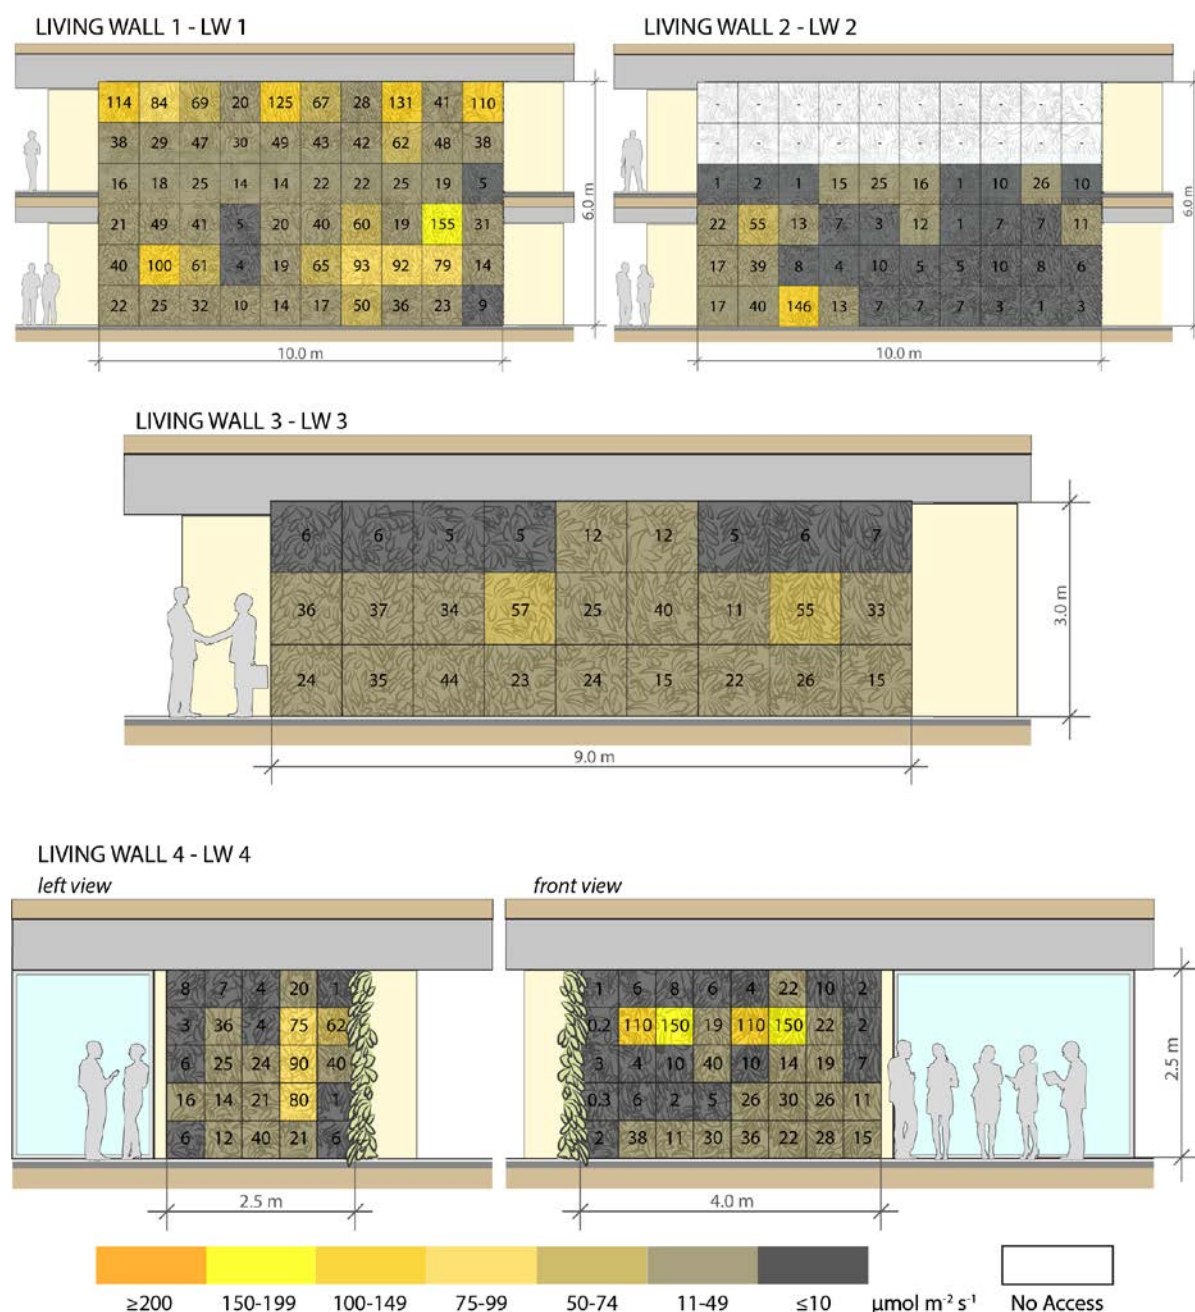 LIVING WALL 1 - LW 1
114 84 69 20 125 67 28 131 41 110
38 29 47 30 49 43 42 62 48 38
16 18 25 14 14 22 22 25 19 5
21 49 41 5 20 40 60 19 155 31
40 100 61 4 19 65 93 92 79 14
22 25 32 10 14 17 50 36 23 9
6.0 m
10.0 m
LIVING WALL 2 - LW 2
- - - - - - - - - -
- - - - - - - - - -
1 2 1 15 25 16 1 10 26 10
22 55 13 7 3 12 1 7 7 11
17 39 8 4 10 5 5 10 8 6
17 40 146 13 7 7 7 3 1 3
6.0 m
10.0 m
LIVING WALL 3 - LW 3
6 6 5 5 12 12 5 6 7
36 37 34 57 25 40 11 55 33
24 35 44 23 24 15 22 26 15
3.0 m
9.0 m
LIVING WALL 4 - LW 4
left view
8 7 4 20 1
3 36 4 75 62
6 25 24 90 40
16 14 21 80 1
6 12 40 21 6
2.5 m
front view
1 6 8 6 4 22 10 2
0.2 110 150 19 110 150 22 2
3 4 10 40 10 14 19 7
0.3 6 2 5 26 30 26 11
2 38 11 30 36 22 28 15
2.5 m
4.0 m
≥200 150-199 100-149 75-99 50-74 11-49 ≤10 μmol m⁻² s⁻¹ No Access